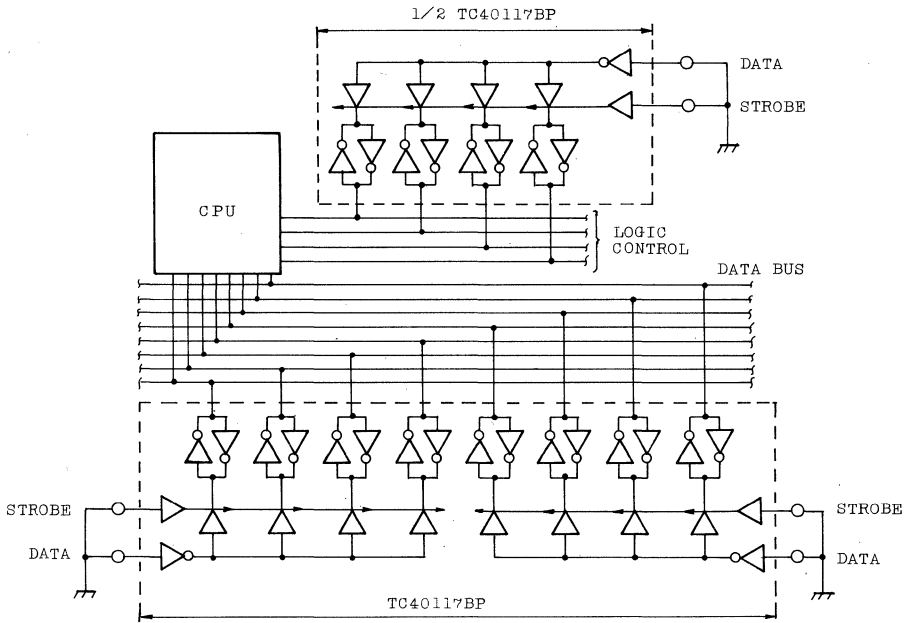 1/2 TC40117BP
DATA
STROBE
CPU
LOGIC
CONTROL
DATA BUS
STROBE
STROBE
DATA
DATA
TC40117BP